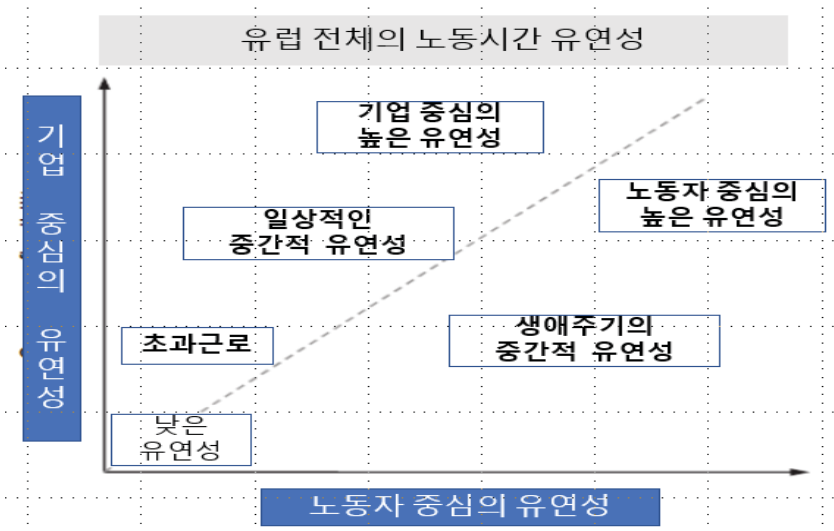 유럽 전체의 노동시간 유연성
기업 중심의 유연성
기업 중심의
높은 유연성
노동자 중심의
높은 유연성
일상적인
중간적 유연성
생애주기의
중간적 유연성
초과근로
낮은
유연성
노동자 중심의 유연성